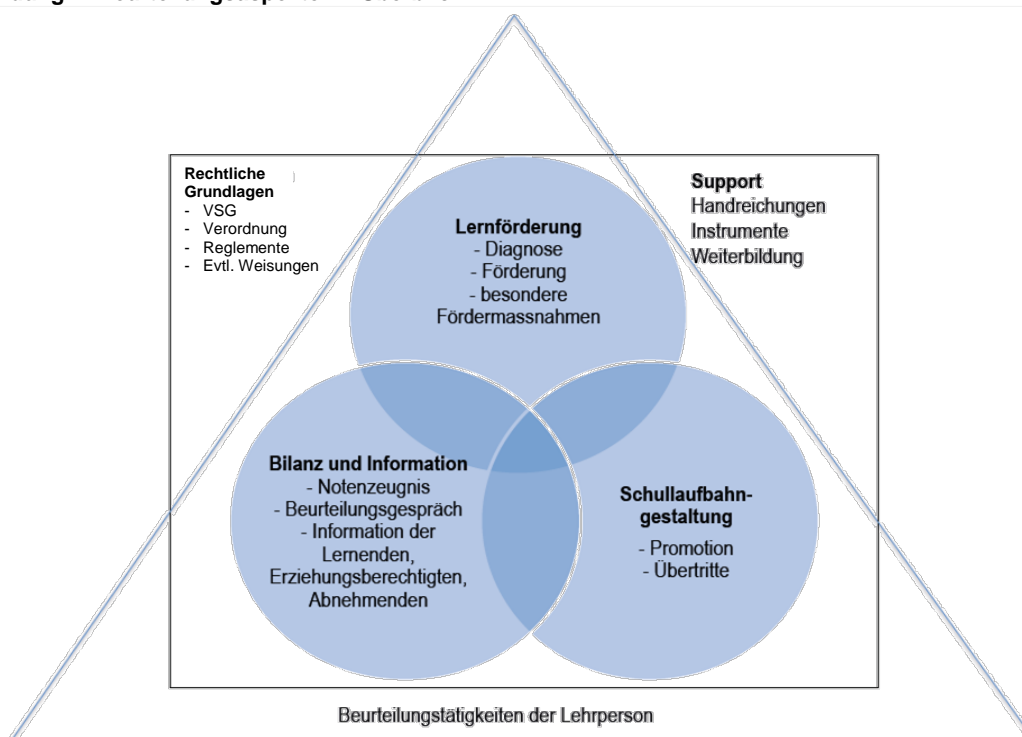 Rechtliche
Grundlagen
- VSG
- Verordnung
- Reglemente
- Evtl. Weisungen
Support
Handreichungen
Instrumente
Weiterbildung
Lernförderung
- Diagnose
- Förderung
- besondere
Fördermassnahmen
Bilanz und Information
- Notenzeugnis
- Beurteilungsgespräch
- Information der
Lernenden,
Erziehungsberechtigten,
Abnehmenden
Schullaufbahn-
gestaltung
- Promotion
- Übertritte
Beurteilungstätigkeiten der Lehrperson